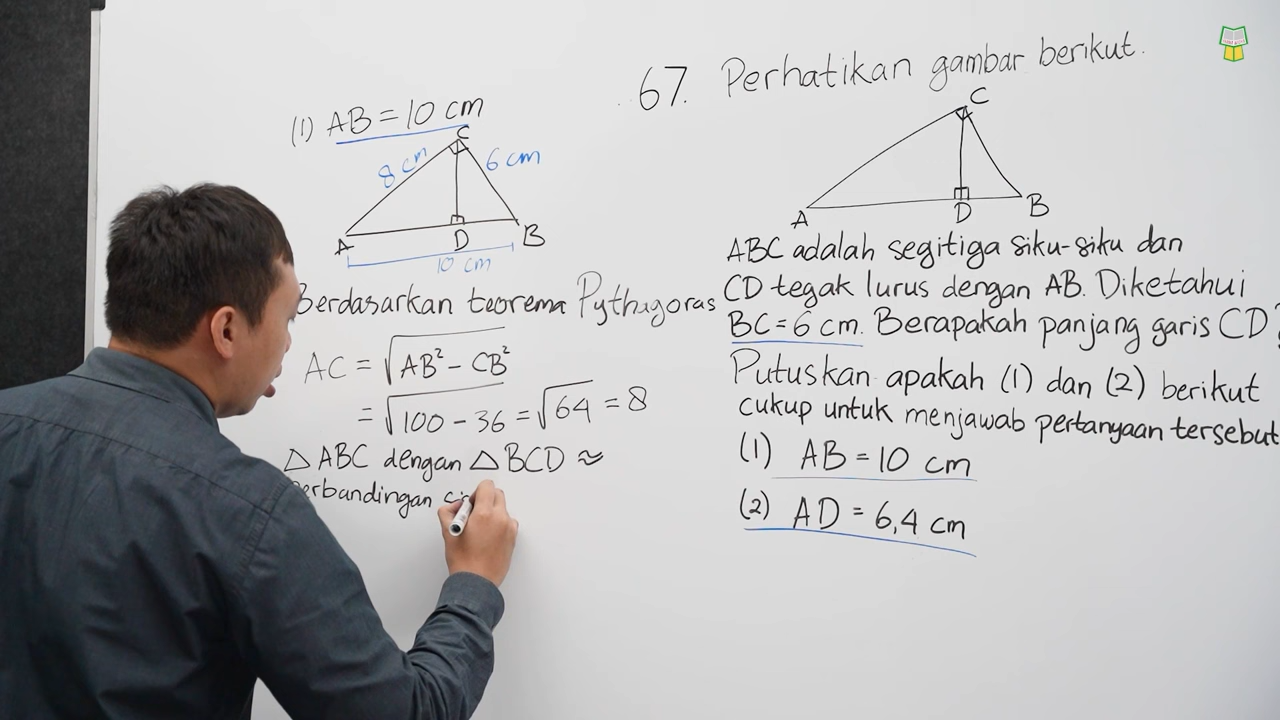 67. Perhatikan gambar berikut.
C
A
D
B
ABC adalah segitiga siku-siku dan
CD tegak lurus dengan AB. Diketahui
BC = 6 cm. Berapakah panjang garis CD?
Putuskan apakah (1) dan (2) berikut
cukup untuk menjawab pertanyaan tersebut
(1) AB = 10 cm
(2) AD = 6,4 cm
(1) AB = 10 cm
C
8 cm
6 cm
A
D
B
10 cm
Berdasarkan teorema Pythagoras
AC = √AB² - CB²
= √100 - 36 = √64 = 8
△ ABC dengan △ BCD ≈
perbandingan